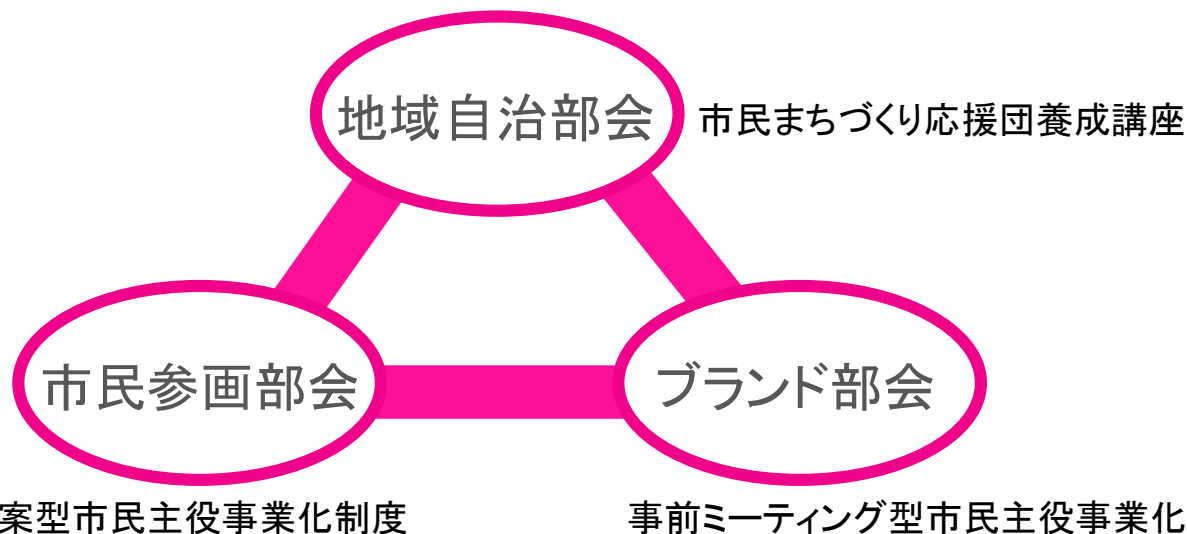 地域自治部会
市民まちづくり応援団養成講座
市民参画部会
ブランド部会
案型市民主役事業化制度
事前ミーティング型市民主役事業化